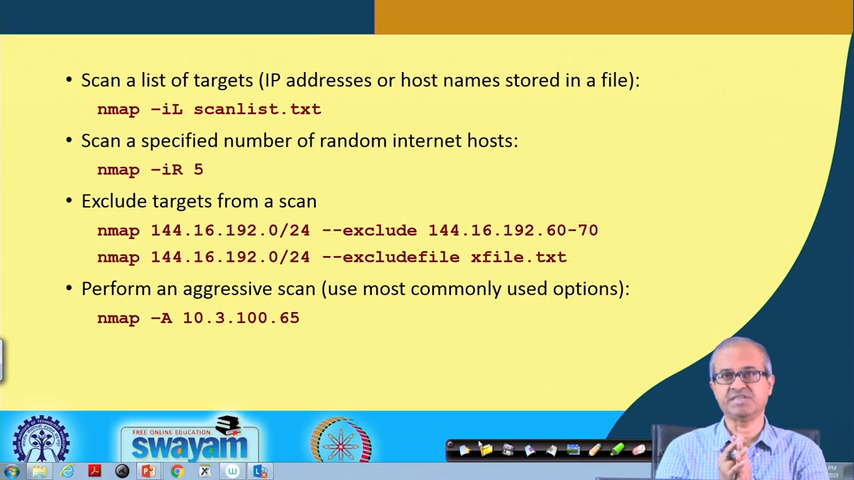 • Scan a list of targets (IP addresses or host names stored in a file):
nmap –iL scanlist.txt
• Scan a specified number of random internet hosts:
nmap –iR 5
• Exclude targets from a scan
nmap 144.16.192.0/24 --exclude 144.16.192.60-70
nmap 144.16.192.0/24 --excludefile xfile.txt
• Perform an aggressive scan (use most commonly used options):
nmap –A 10.3.100.65
FREE ONLINE EDUCATION
swayam
PM